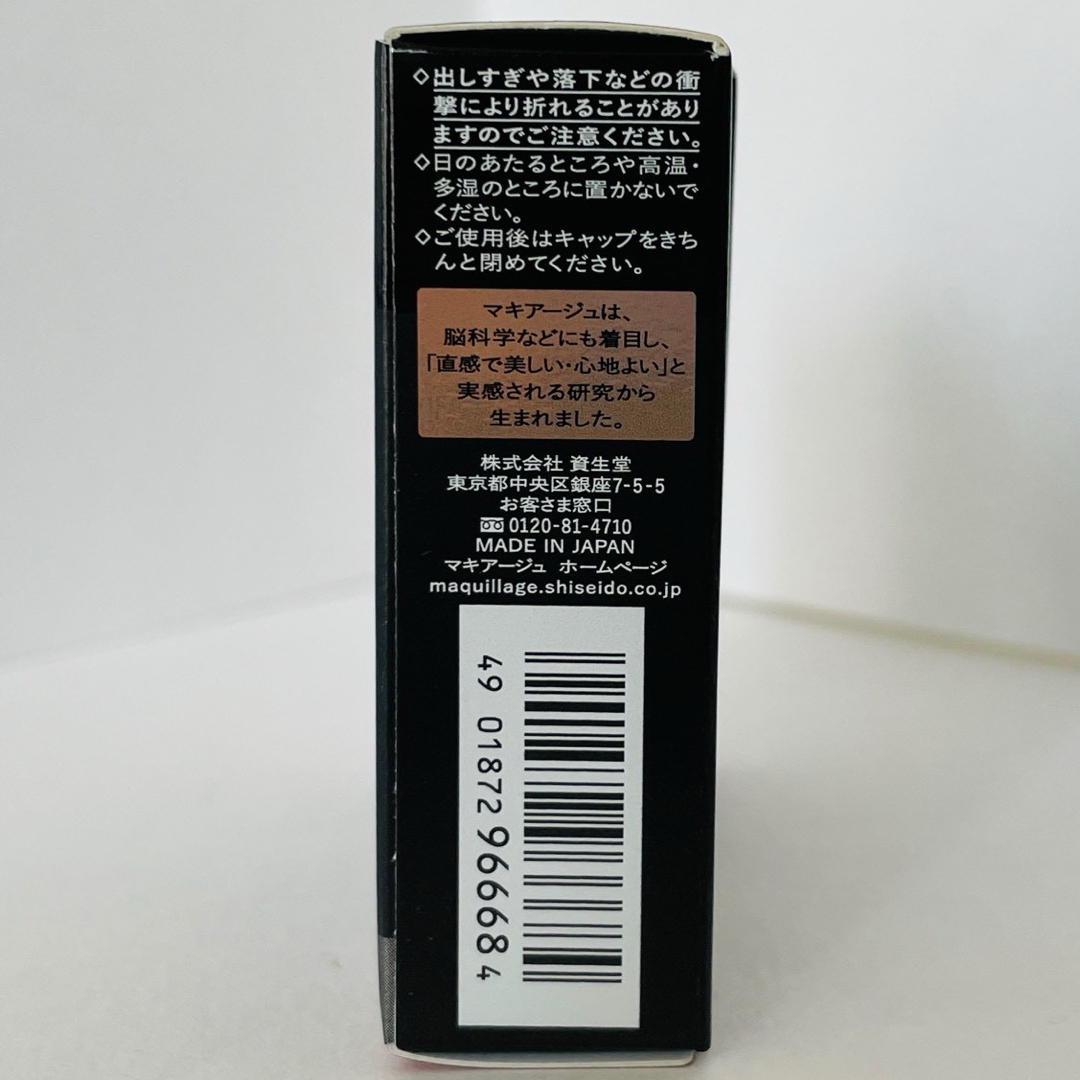 ◇出しすぎや落下などの衝
撃により折れることがあり
ますのでご注意ください。
◇日のあたるところや高温・
多湿のところに置かないで
ください。
◇ご使用後はキャップをきち
んと閉めてください。
マキアージュは、
脳科学などにも着目し、
「直感で美しい・心地よい」と
実感される研究から
生まれました。
株式会社 資生堂
東京都中央区銀座7-5-5
お客さま窓口
0120-81-4710
MADE IN JAPAN
マキアージュ ホームページ
maquillage.shiseido.co.jp
49 01872 966684